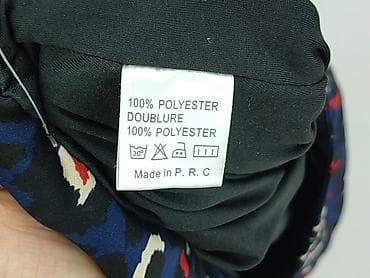 100% POLYESTER
DOUBLURE
100% POLYESTER
Made in P. R. C